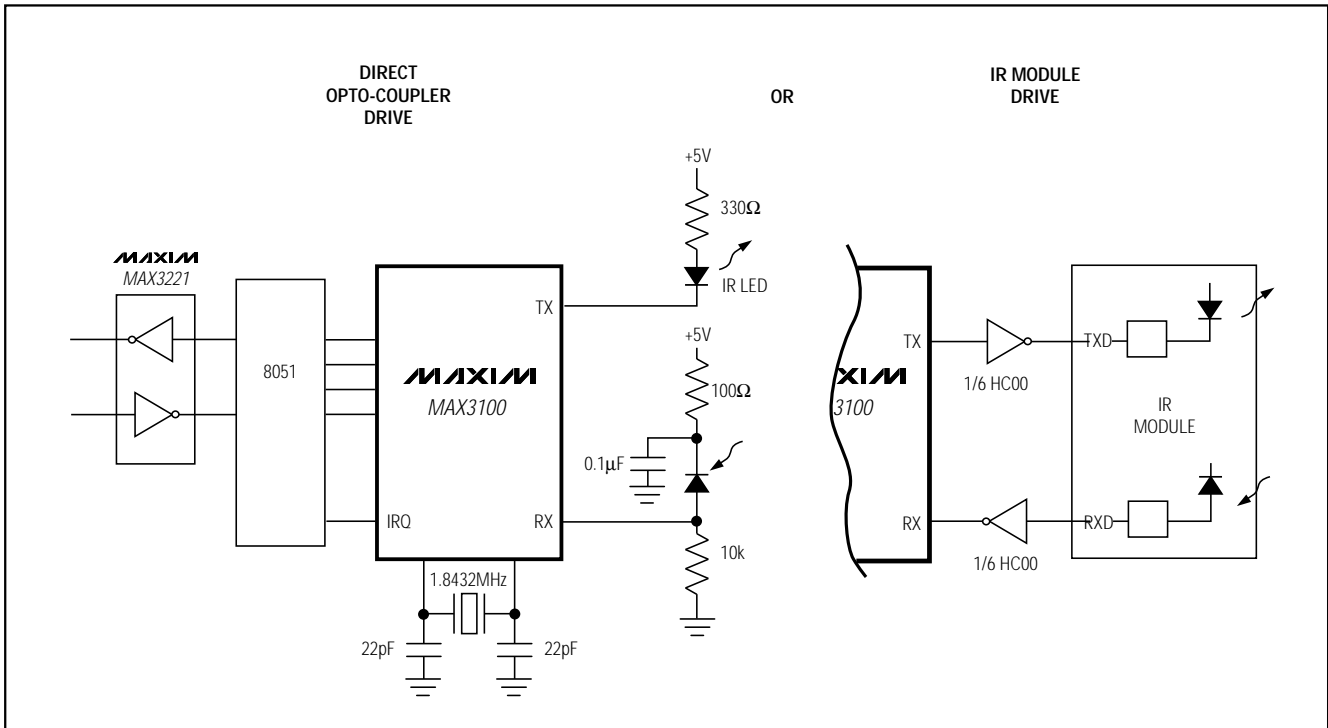 DIRECT
OPTO-COUPLER
DRIVE
OR
IR MODULE
DRIVE
+5V
330Ω
IR LED
MAXIM
MAX3221
8051
TX
MAXIM
MAX3100
IRQ
RX
1.8432MHz
22pF
22pF
+5V
100Ω
0.1µF
10k
TX
XIM
3100
RX
1/6 HC00
1/6 HC00
TXD
IR
MODULE
RXD